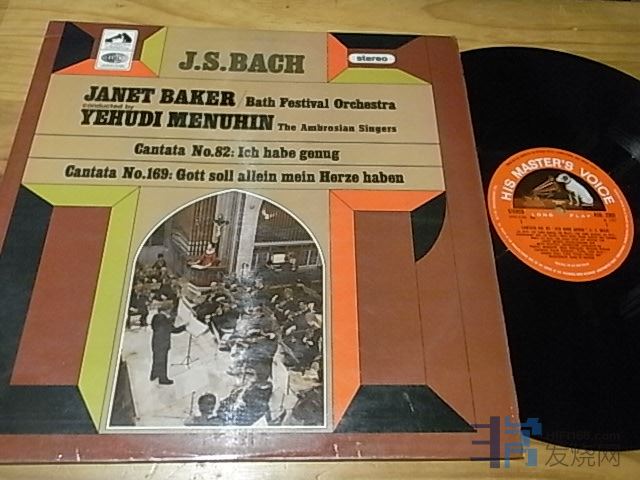 J.S.BACH
stereo
JANET BAKER / Bath Festival Orchestra
conducted by
YEHUDI MENUHIN The Ambrosian Singers
Cantata No.82: Ich habe genug
Cantata No.169: Gott soll allein mein Herze haben
HIS MASTER'S VOICE
STEREO
LONG PLAY
1
发烧网